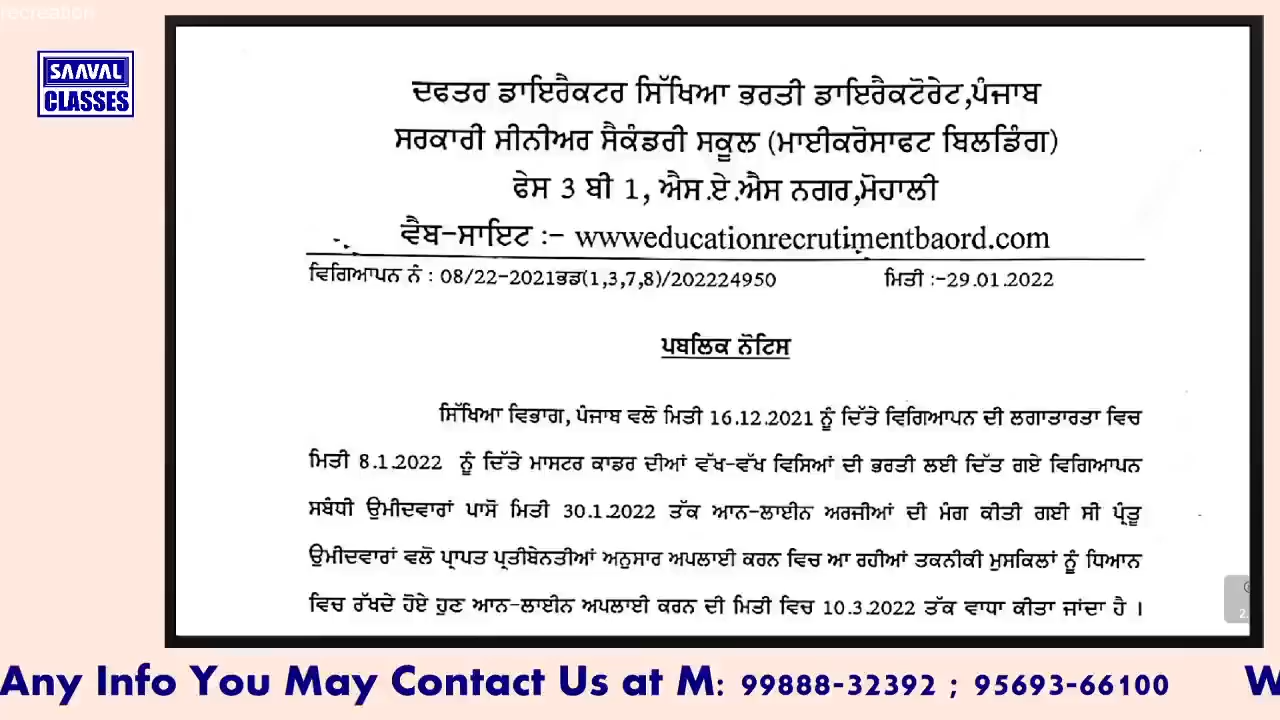 recreation
SAAVAL
CLASSES
ਦਫਤਰ ਡਾਇਰੈਕਟਰ ਸਿੱਖਿਆ ਭਰਤੀ ਡਾਇਰੈਕਟੋਰੇਟ,ਪੰਜਾਬ
ਸਰਕਾਰੀ ਸੀਨੀਅਰ ਸੈਕੰਡਰੀ ਸਕੂਲ (ਮਾਈਕਰੋਸਾਫਟ ਬਿਲਡਿੰਗ)
ਫੇਸ 3 ਬੀ 1, ਐਸ.ਏ.ਐਸ ਨਗਰ,ਮੋਹਾਲੀ
ਵੈਬ-ਸਾਇਟ :- wwweducationrecrutimentbaord.com
ਵਿਗਿਆਪਨ ਨੰ : 08/22-2021ਭਡ(1,3,7,8)/202224950 ਮਿਤੀ :-29.01.2022
ਪਬਲਿਕ ਨੋਟਿਸ
ਸਿੱਖਿਆ ਵਿਭਾਗ, ਪੰਜਾਬ ਵਲੋ ਮਿਤੀ 16.12.2021 ਨੂੰ ਦਿੱਤੇ ਵਿਗਿਆਪਨ ਦੀ ਲਗਾਤਾਰਤਾ ਵਿਚ
ਮਿਤੀ 8.1.2022 ਨੂੰ ਦਿੱਤੇ ਮਾਸਟਰ ਕਾਡਰ ਦੀਆਂ ਵੱਖ-ਵੱਖ ਵਿਸਿਆਂ ਦੀ ਭਰਤੀ ਲਈ ਦਿੱਤ ਗਏ ਵਿਗਿਆਪਨ
ਸਬੰਧੀ ਉਮੀਦਵਾਰਾਂ ਪਾਸੋ ਮਿਤੀ 30.1.2022 ਤੱਕ ਆਨ-ਲਾਈਨ ਅਰਜੀਆਂ ਦੀ ਮੰਗ ਕੀਤੀ ਗਈ ਸੀ ਪ੍ਰੰਤੂ
ਉਮੀਦਵਾਰਾਂ ਵਲੋ ਪ੍ਰਾਪਤ ਪ੍ਰਤੀਬੇਨਤੀਆਂ ਅਨੁਸਾਰ ਅਪਲਾਈ ਕਰਨ ਵਿਚ ਆ ਰਹੀਆਂ ਤਕਨੀਕੀ ਮੁਸਕਿਲਾਂ ਨੂੰ ਧਿਆਨ
ਵਿਚ ਰੱਖਦੇ ਹੋਏ ਹੁਣ ਆਨ-ਲਾਈਨ ਅਪਲਾਈ ਕਰਨ ਦੀ ਮਿਤੀ ਵਿਚ 10.3.2022 ਤੱਕ ਵਾਧਾ ਕੀਤਾ ਜਾਂਦਾ ਹੈ ।
Any Info You May Contact Us at M: 99888-32392 ; 95693-66100 W